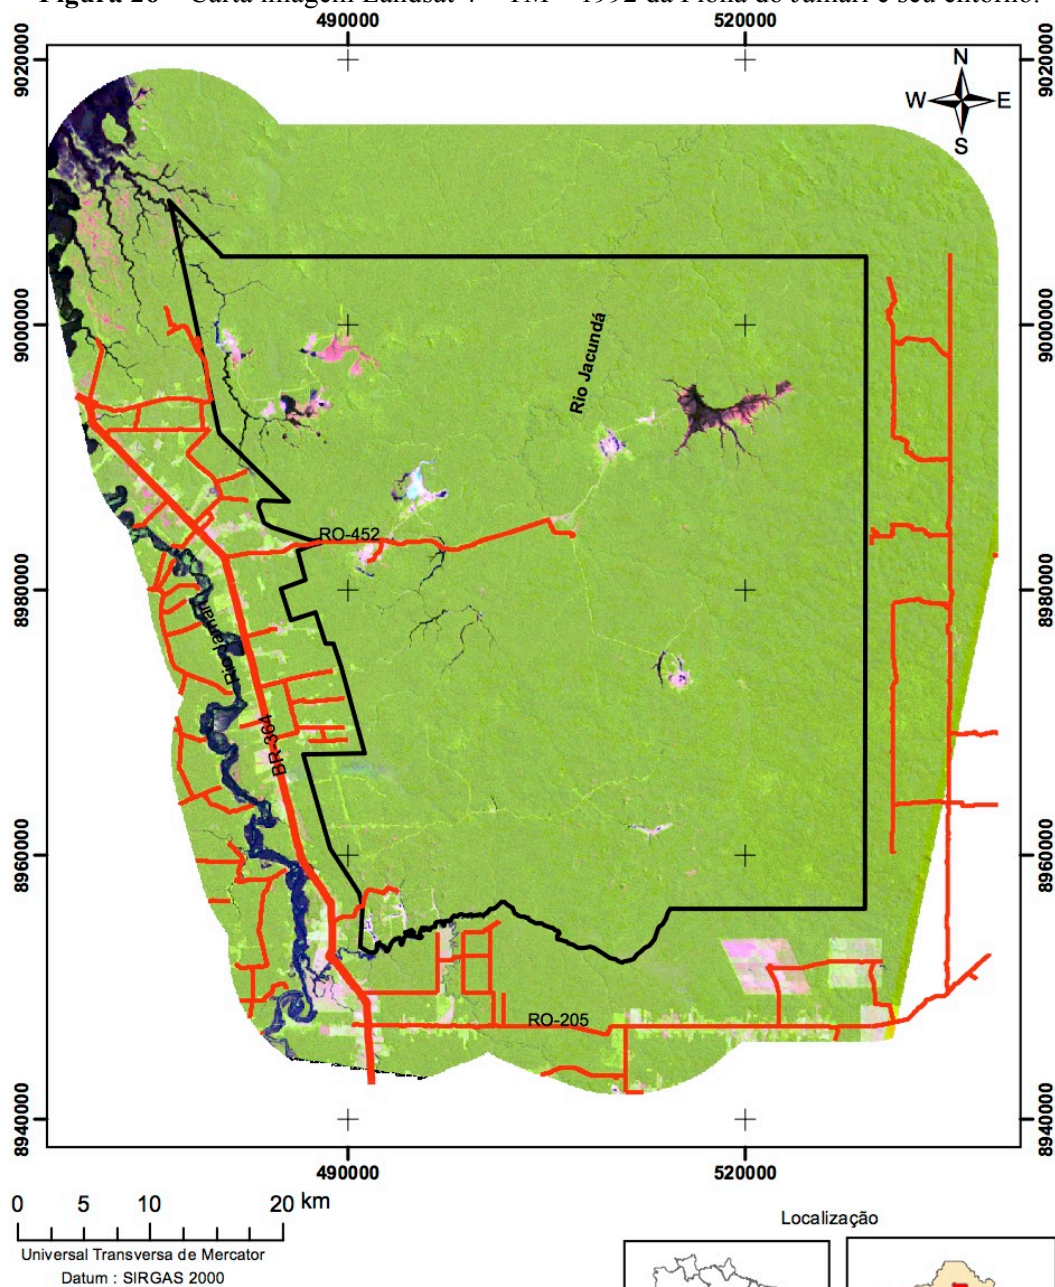 Figura 20 – Carta imagem Landsat 4 – TM – 1992 da Flona do Jamari e seu entorno.
490000 520000
9020000 9020000
N
W E
S
9000000 9000000
Rio Jacundá
RO-452
8980000 8980000
Rio Jamari
BR-364
8960000 8960000
RO-205
8940000 8940000
490000 520000
0 5 10 20 km
Localização
Universal Transversa de Mercator
Datum : SIRGAS 2000